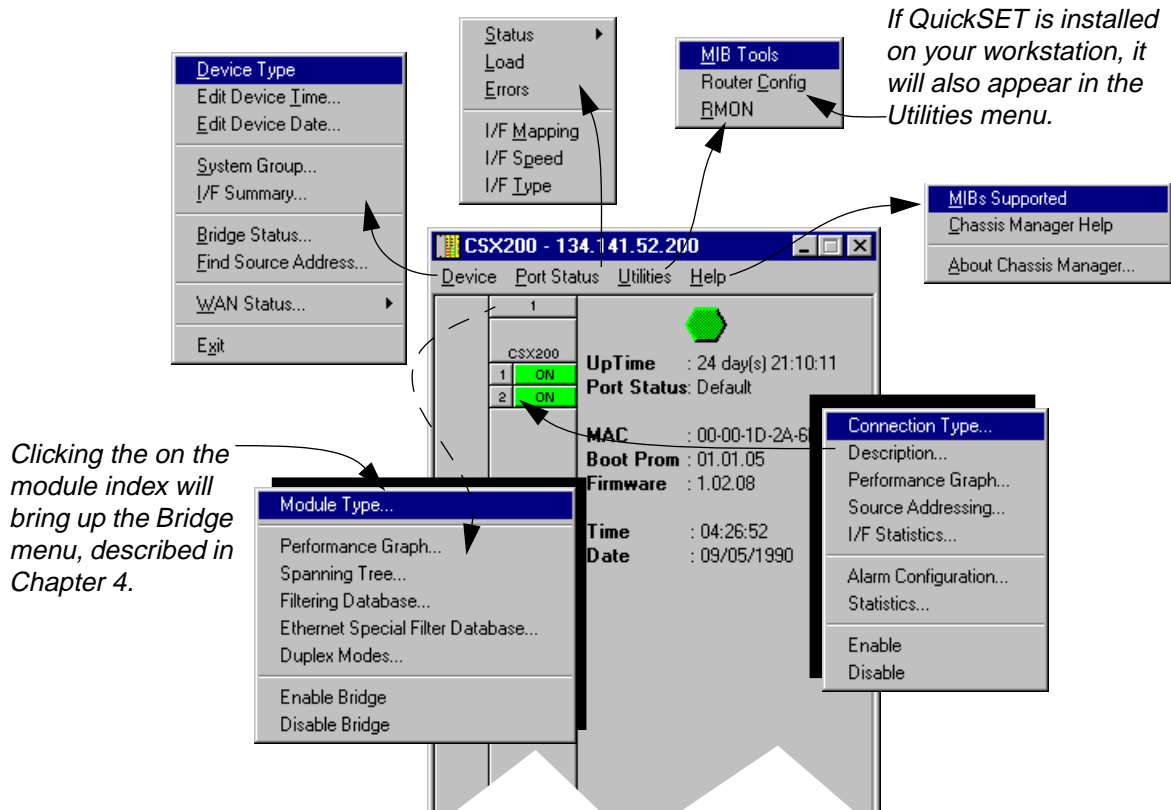 If QuickSET is installed
on your workstation, it
will also appear in the
Utilities menu.
Device Type
Edit Device Time...
Edit Device Date...
System Group...
I/F Summary...
Bridge Status...
Find Source Address...
WAN Status...
Exit
Status
Load
Errors
I/F Mapping
I/F Speed
I/F Type
MIB Tools
Router Config
RMON
MIBs Supported
Chassis Manager Help
About Chassis Manager...
CSX200 - 134.141.52.200
Device Port Status Utilities Help
1
CSX200
1 ON
2 ON
UpTime : 24 day(s) 21:10:11
Port Status: Default
MAC : 00-00-1D-2A-6
Boot Prom : 01.01.05
Firmware : 1.02.08
Time : 04:26:52
Date : 09/05/1990
Clicking the on the
module index will
bring up the Bridge
menu, described in
Chapter 4.
Module Type...
Performance Graph...
Spanning Tree...
Filtering Database...
Ethernet Special Filter Database...
Duplex Modes...
Enable Bridge
Disable Bridge
Connection Type...
Description...
Performance Graph...
Source Addressing...
I/F Statistics...
Alarm Configuration...
Statistics...
Enable
Disable